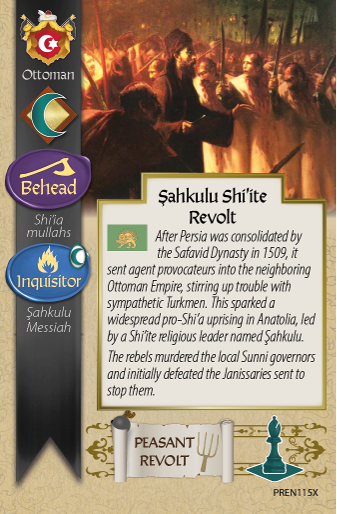 Ottoman
Behead
Shi'ia
mullahs
Inquisitor
Şahkulu
Messiah
Şahkulu Shi'ite
Revolt
After Persia was consolidated by
the Safavid Dynasty in 1509, it
sent agent provocateurs into the neighboring
Ottoman Empire, stirring up trouble with
sympathetic Turkmen. This sparked a
widespread pro-Shi'a uprising in Anatolia, led
by a Shi'ite religious leader named Şahkulu.
The rebels murdered the local Sunni governors
and initially defeated the Janissaries sent to
stop them.
PEASANT
REVOLT
PREN115X